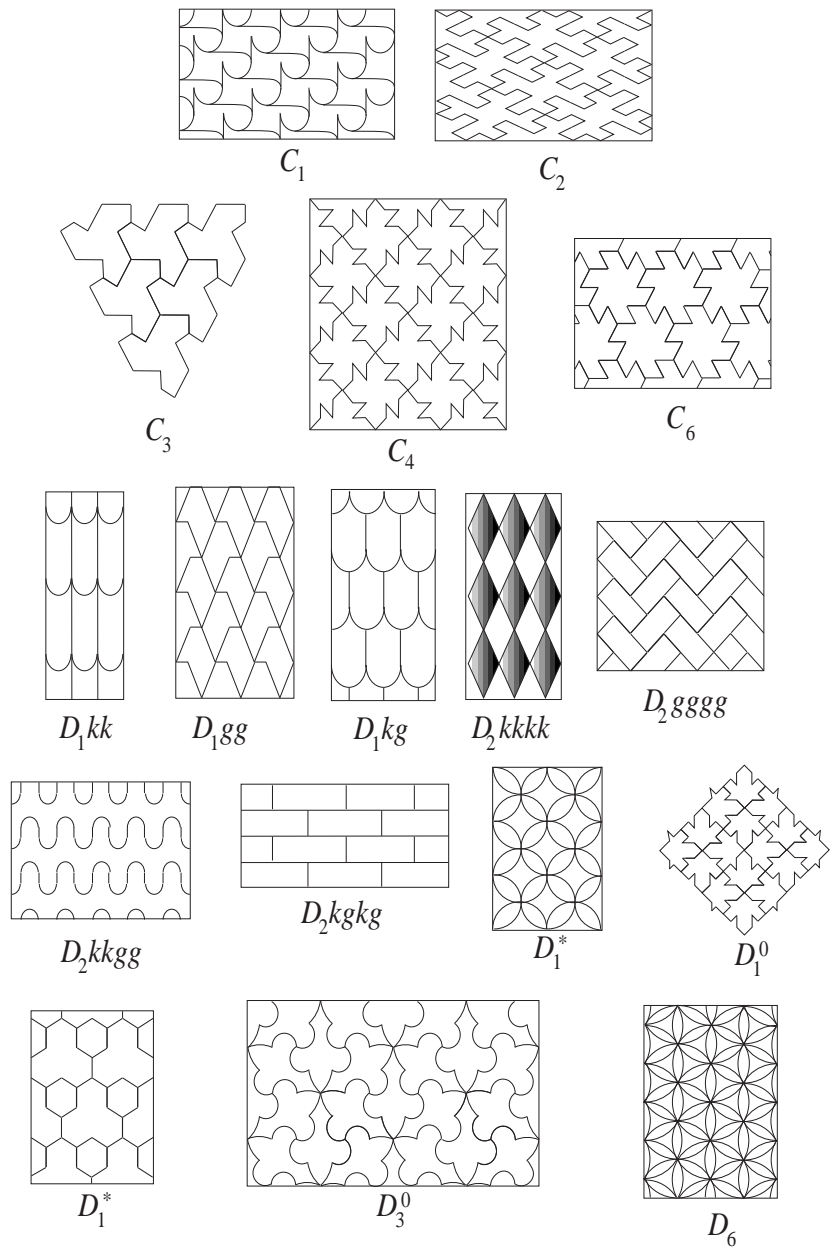 C₁ C₂
C₃ C₄ C₆
D₁kk D₁gg D₁kg D₂kkkk D₂gggg
D₂kkgg D₂kgkg D₁* D₁⁰
D₁* D₃⁰ D₆